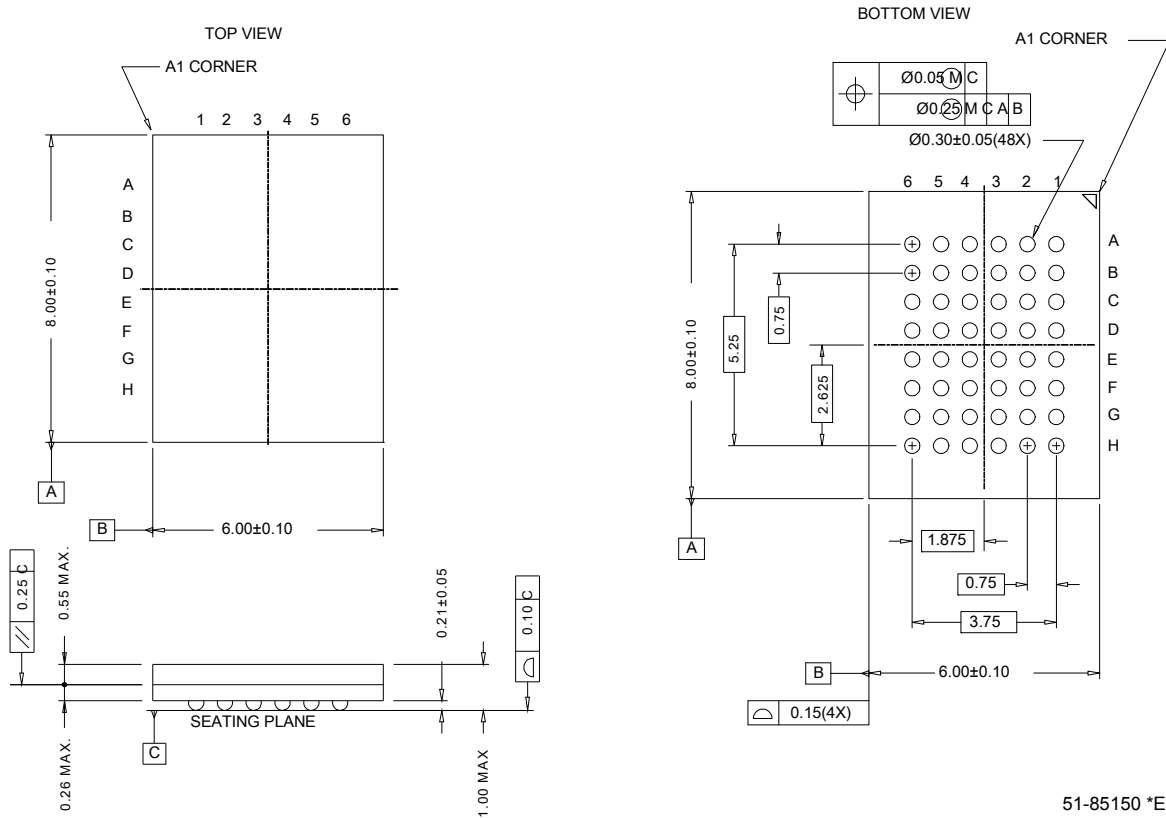 TOP VIEW
A1 CORNER
1 2 3 4 5 6
A
B
C
D
E
F
G
H
8.00±0.10
A
B
6.00±0.10
0.25 C
0.55 MAX.
0.26 MAX.
0.21±0.05
0.10 C
1.00 MAX
SEATING PLANE
C
BOTTOM VIEW
A1 CORNER
Ø0.05 M C
Ø0.25 M C A B
Ø0.30±0.05(48X)
6 5 4 3 2 1
A
B
C
D
E
F
G
H
8.00±0.10
5.25
0.75
2.625
A
1.875
0.75
3.75
B
6.00±0.10
0.15(4X)
51-85150 *E